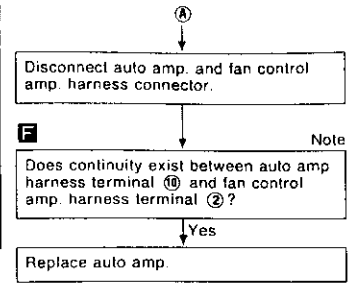 Ⓐ
Disconnect auto amp. and fan control
amp. harness connector.
F
Note
Does continuity exist between auto amp
harness terminal ⑩ and fan control
amp. harness terminal ② ?
Yes
Replace auto amp.